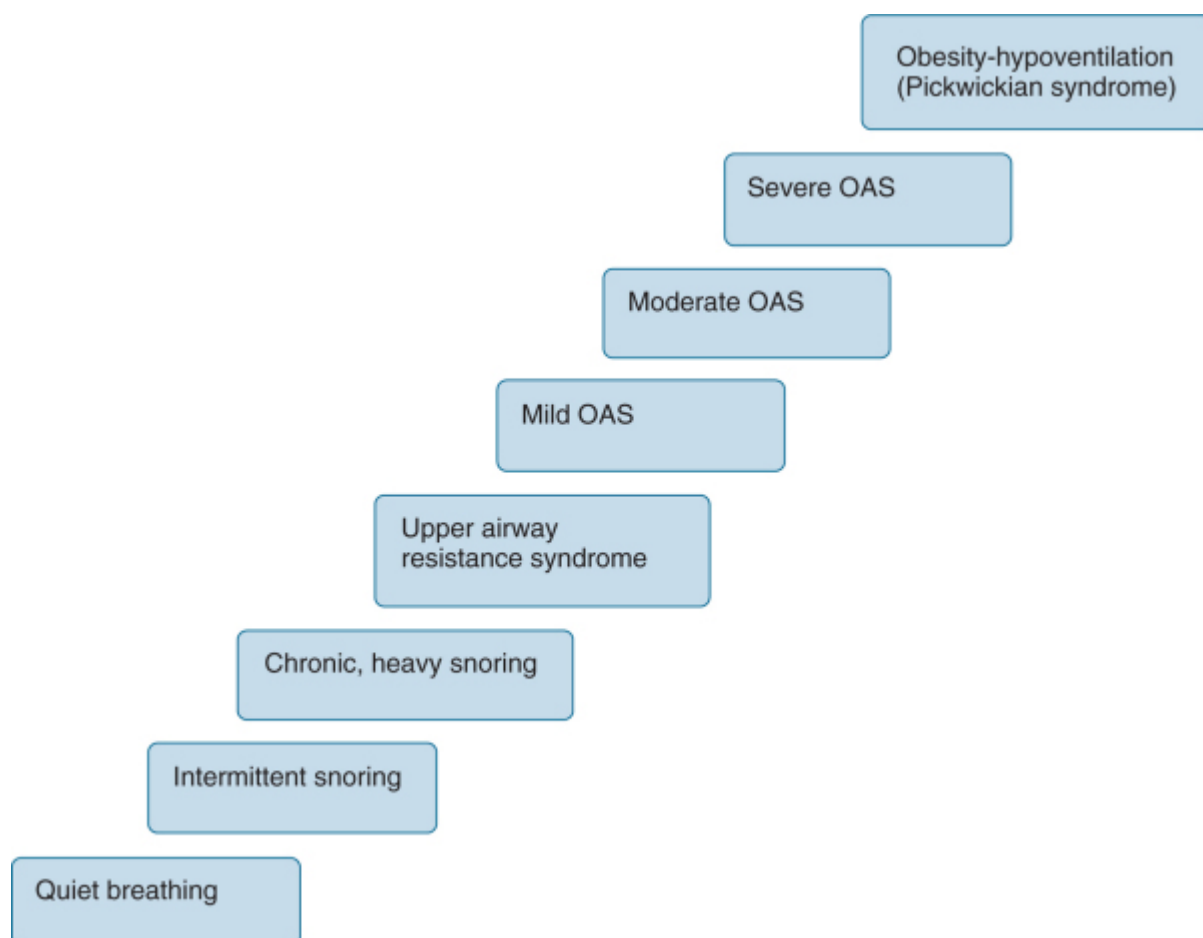 Obesity-hypoventilation
(Pickwickian syndrome)
Severe OAS
Moderate OAS
Mild OAS
Upper airway
resistance syndrome
Chronic, heavy snoring
Intermittent snoring
Quiet breathing